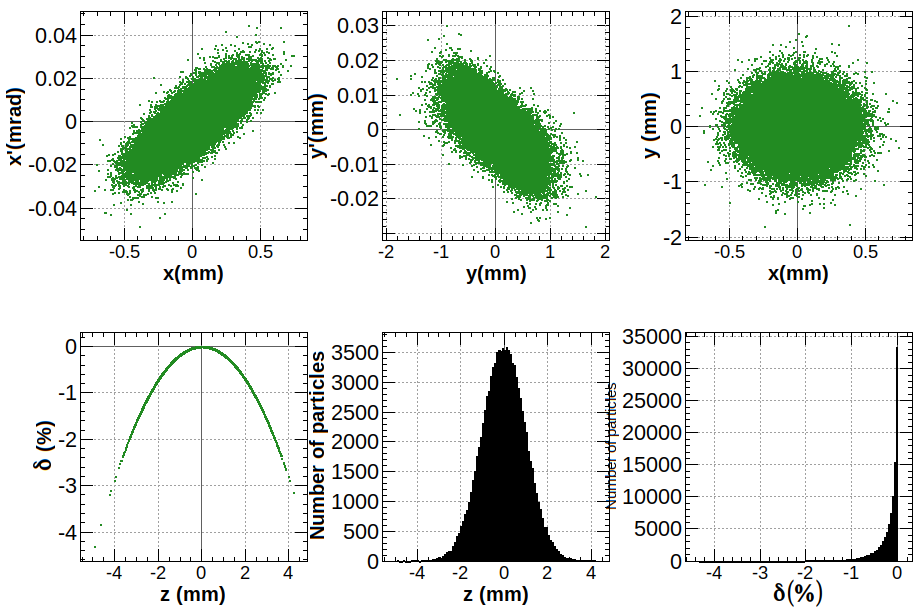 0.04
0.02
0
-0.02
-0.04
x'(mrad)
-0.5 0 0.5
x(mm)
0.03
0.02
0.01
0
-0.01
-0.02
y'(mm)
-2 -1 0 1 2
y(mm)
2
1
0
-1
-2
y (mm)
-0.5 0 0.5
x(mm)
0
-1
-2
-3
-4
δ (%)
-4 -2 0 2 4
z (mm)
3500
3000
2500
2000
1500
1000
500
0
Number of particles
-4 -2 0 2 4
z (mm)
35000
30000
25000
20000
15000
10000
5000
0
Number of particles
-4 -3 -2 -1 0
δ(%)